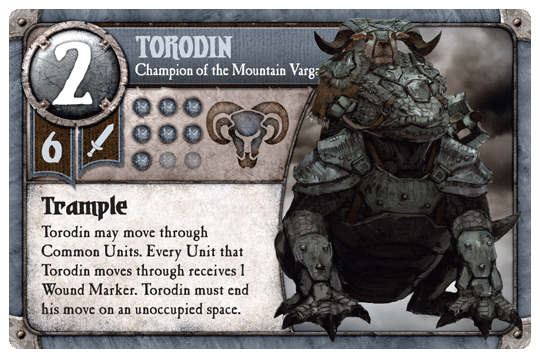 2
TORODIN
Champion of the Mountain Varga
6
Trample
Torodin may move through
Common Units. Every Unit that
Torodin moves through receives 1
Wound Marker. Torodin must end
his move on an unoccupied space.